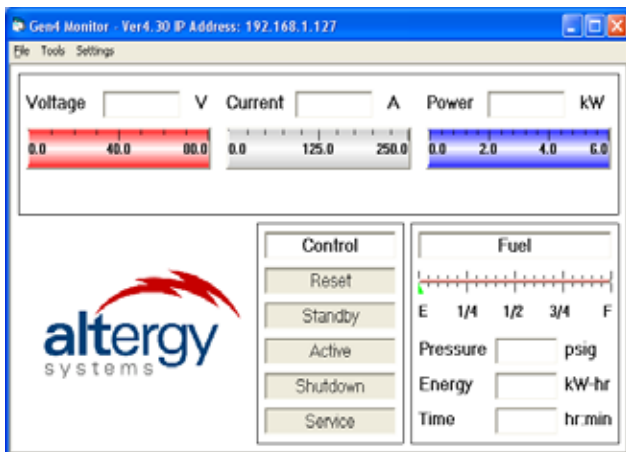 Gen4 Monitor - Ver4.30 IP Address: 192.168.1.127
File Tools Settings
Voltage V Current A Power kW
0.0 40.0 80.0 0.0 125.0 250.0 0.0 2.0 4.0 6.0
Control
Reset
Standby
Active
Shutdown
Service
Fuel
E 1/4 1/2 3/4 F
Pressure psig
Energy kW-hr
Time hr:min
altergy
systems